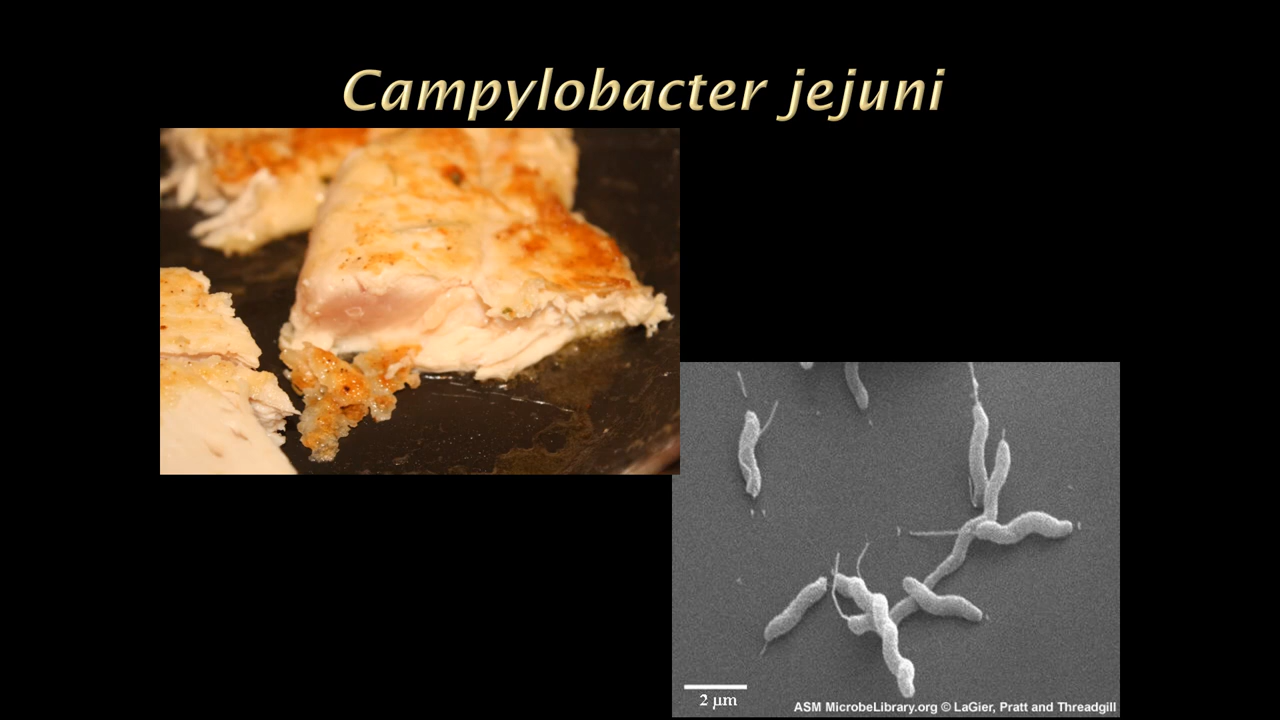 Campylobacter jejuni
2 µm
ASM MicrobeLibrary.org © LaGier, Pratt and Threadgill